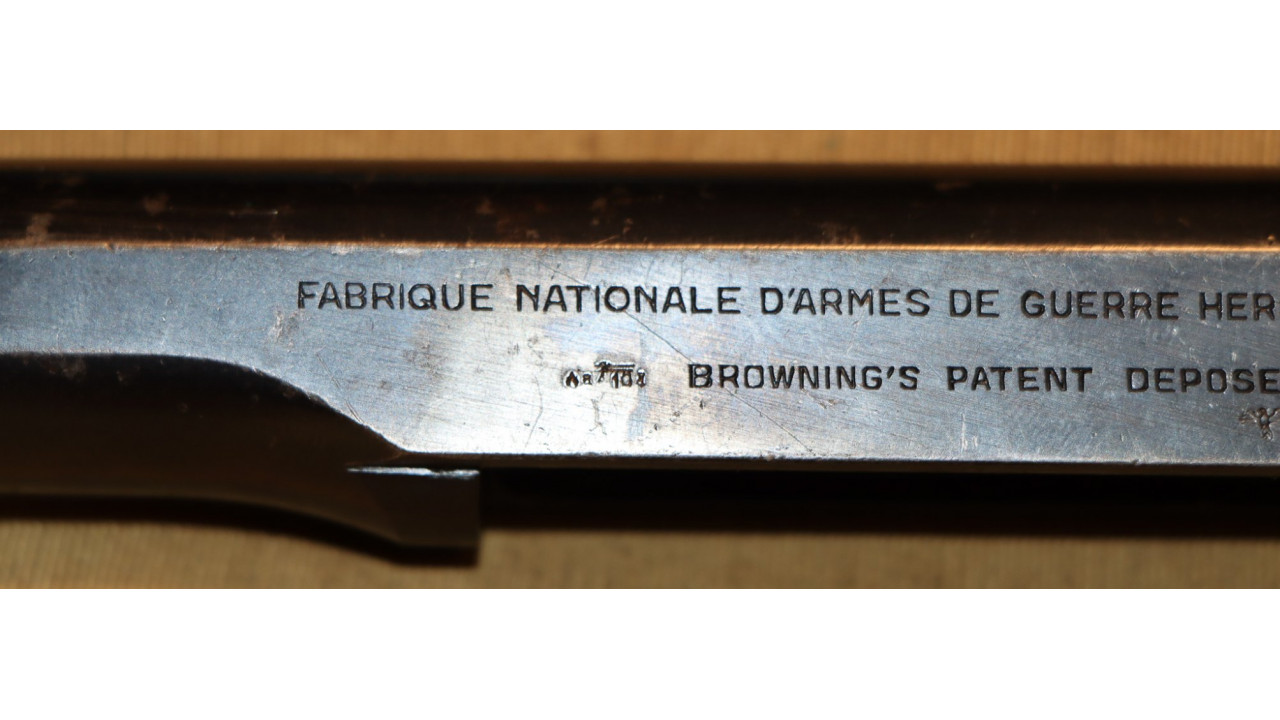 FABRIQUE NATIONALE D'ARMES DE GUERRE HER
BROWNING'S PATENT DEPOSE